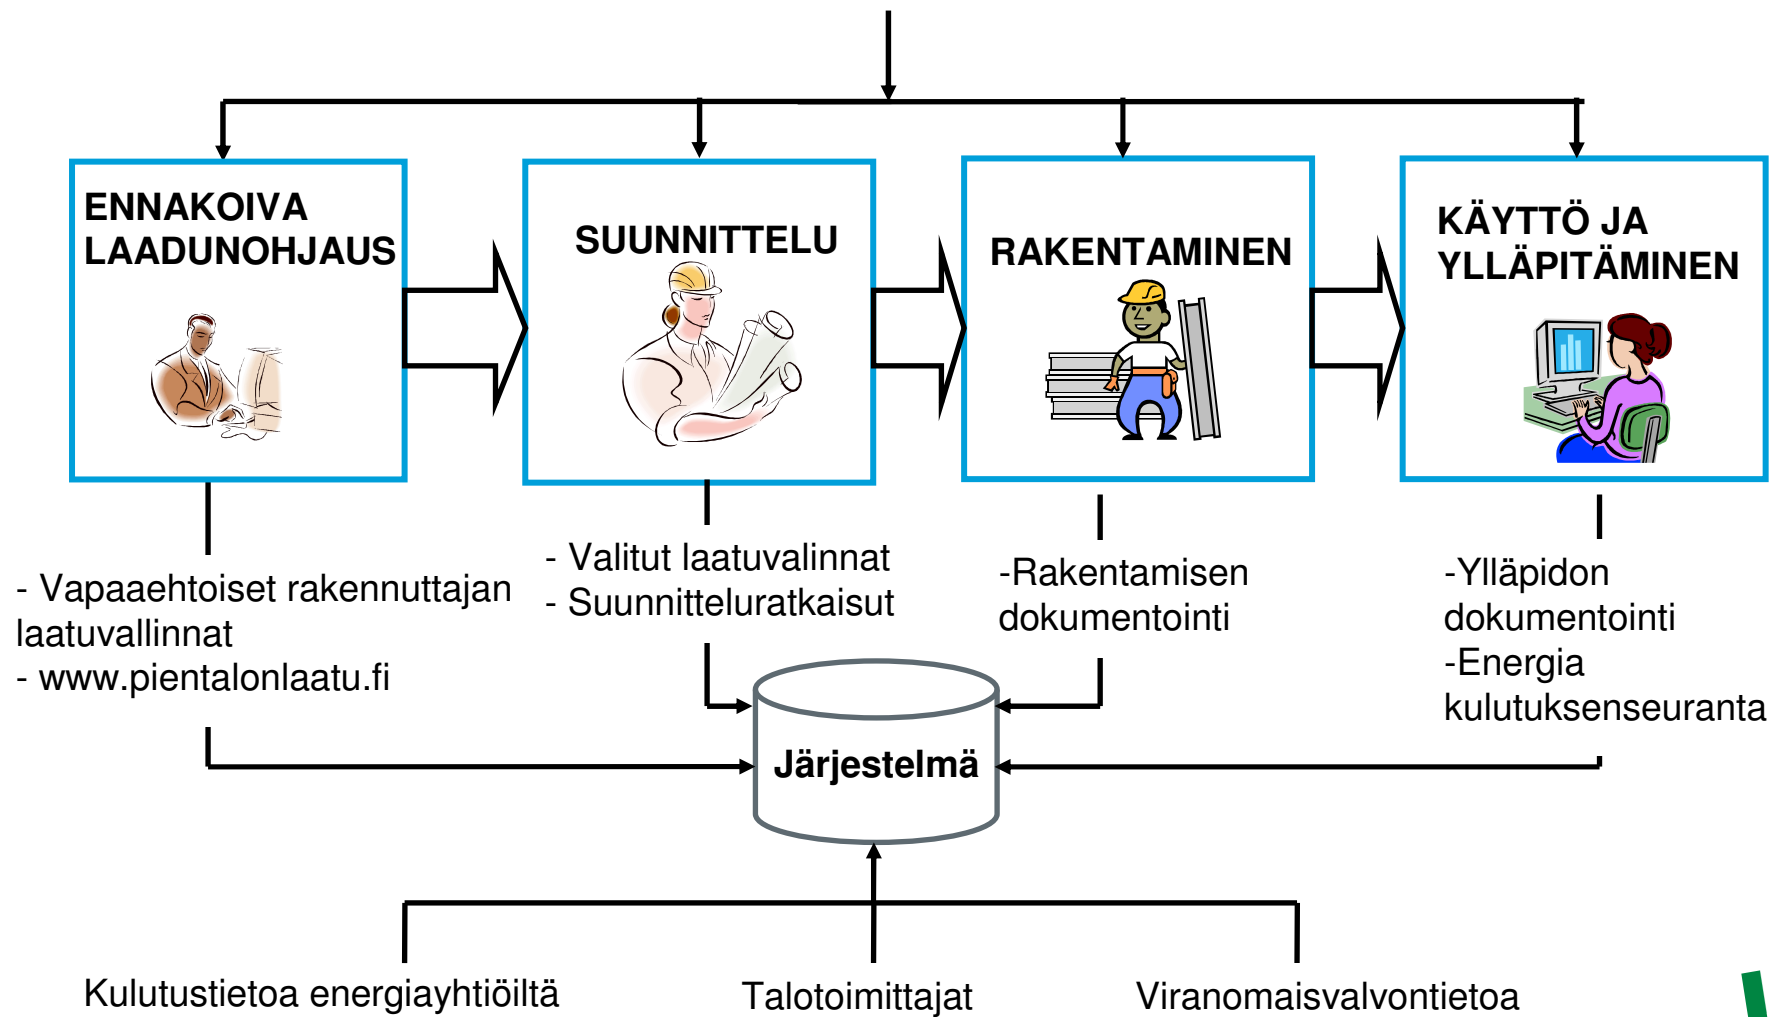 ENNAKOIVA
LAADUNOHJAUS
SUUNNITTELU
RAKENTAMINEN
KÄYTTÖ JA
YLLÄPITÄMINEN
- Vapaaehtoiset rakennuttajan
laatuvallinnat
- www.pientalonlaatu.fi
- Valitut laatuvalinnat
- Suunnitteluratkaisut
-Rakentamisen
dokumentointi
-Ylläpidon
dokumentointi
-Energia
kulutuksenseuranta
Järjestelmä
Kulutustietoa energiayhtiöiltä
Talotoimittajat
Viranomaisvalvontietoa